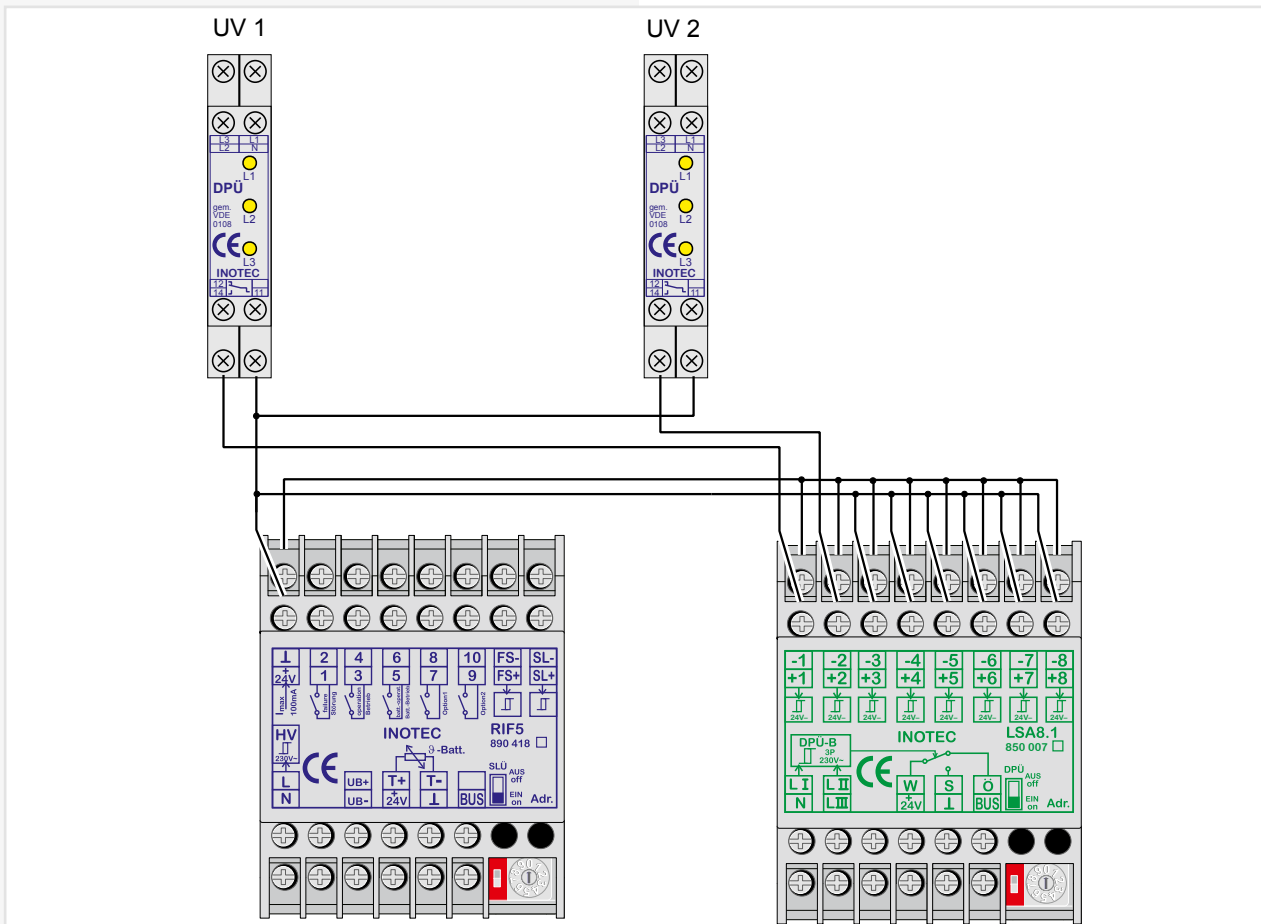 UV 1
UV 2
L3 L1
L2 N
L1
DPÜ
gem.
VDE
0108
L2
CE
L3
INOTEC
12
14 11
L3 L1
L2 N
L1
DPÜ
gem.
VDE
0108
L2
CE
L3
INOTEC
12
14 11
⊥ 2 4 6 8 10 FS- SL-
+
24V 1 3 5 7 9 FS+ SL+
Imax
100mA
failure
Störung
operation
Betrieb
Batt.-operat.
Batt.-Betrieb
Option1
Option2
HV
230V~
INOTEC
RIF5
890 418
ϑ-Batt.
CE
SLÜ
AUS
off
EIN
on
Adr.
L UB+ T+ T-
N UB- +
24V ⊥ BUS
-1 -2 -3 -4 -5 -6 -7 -8
+1 +2 +3 +4 +5 +6 +7 +8
24V~ 24V~ 24V~ 24V~ 24V~ 24V~ 24V~ 24V~
DPÜ-B
3P
230V~
INOTEC
LSA8.1
850 007
CE
DPÜ
AUS
off
EIN
on
Adr.
L I L II W S Ö
N L III +
24V ⊥ BUS